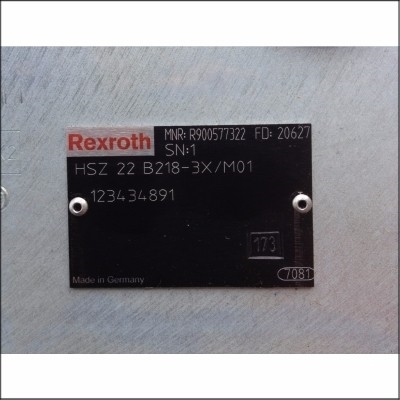 Rexroth
MNR: R900577322 FD: 20627
SN:1
HSZ 22 B218-3X/M01
123434891
173
Made in Germany
7081